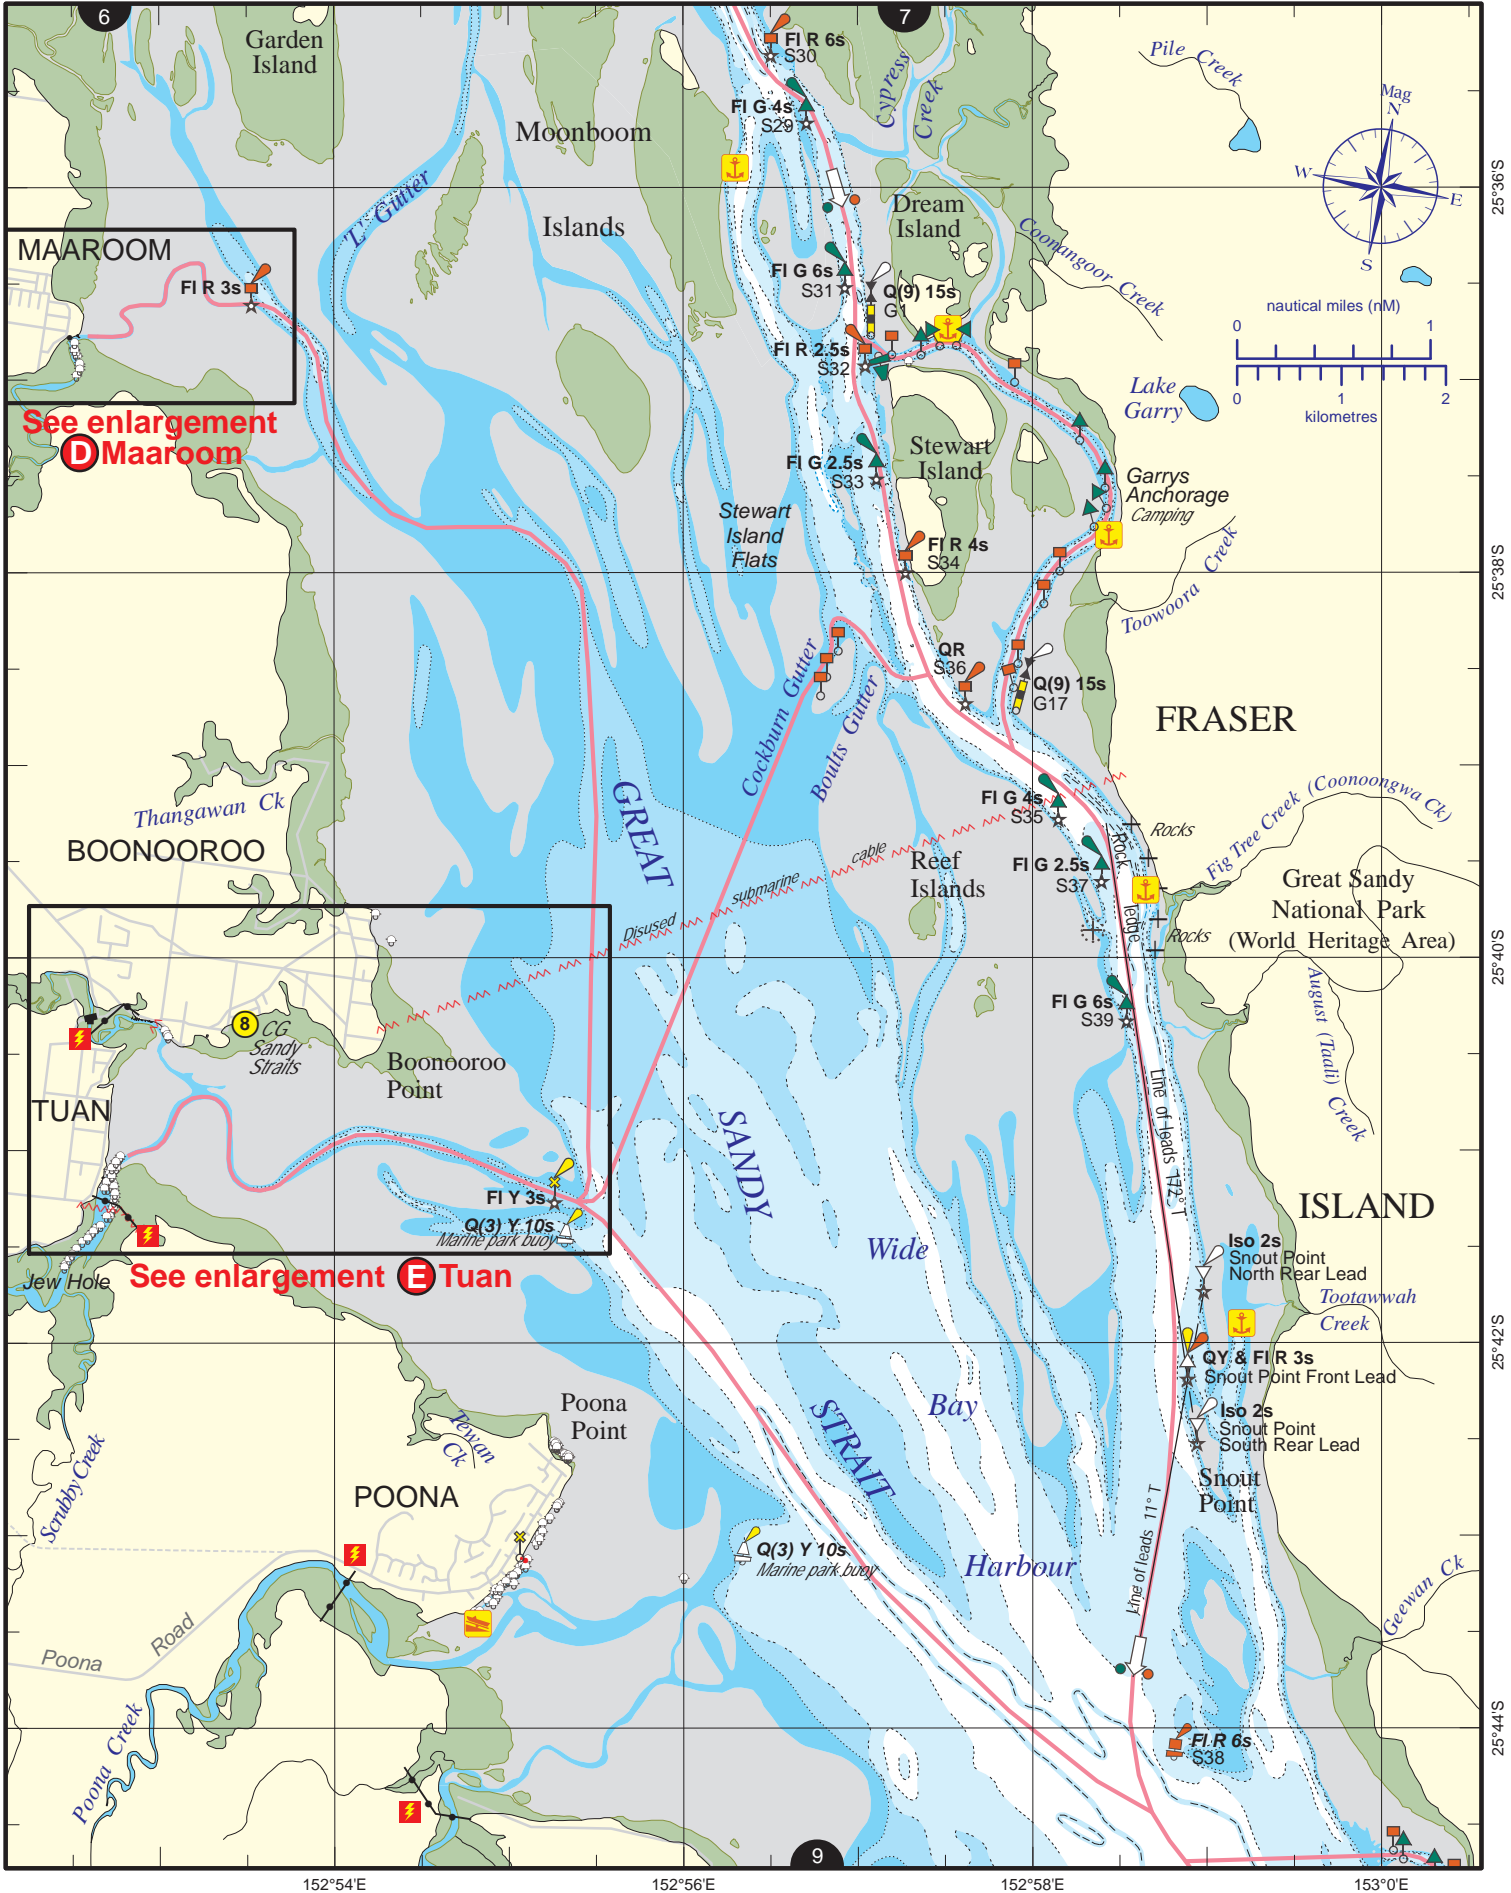 6
7
Garden
Island
Fl R 6s
S30
Cypress
Creek
Pile Creek
Mag
N
W
E
S
Fl G 4s
S29
Moonboom
Islands
'L' Gutter
Dream
Island
Coonangoor Creek
25°36'S
MAAROOM
Fl R 3s
Fl G 6s
S31
Q(9) 15s
G1
nautical miles (nM)
0
1
0
1
2
kilometres
Fl R 2.5s
S32
Lake
Garry
See enlargement
D Maaroom
Stewart
Island
Fl G 2.5s
S33
Garrys
Anchorage
Camping
Stewart
Island
Flats
Fl R 4s
S34
25°38'S
Toowoora Creek
Cockburn Gutter
Boults Gutter
QR
S36
Q(9) 15s
G17
FRASER
Thangawan Ck
GREAT
Fl G 4s
S35
Rocks
Fig Tree Creek (Coonoongwa Ck)
BOONOOROO
cable
submarine
Disused
Reef
Islands
Fl G 2.5s
S37
Rock
ledge
Rocks
Great Sandy
National Park
(World Heritage Area)
25°40'S
August (Taali) Creek
Fl G 6s
S39
8
CG
Sandy
Straits
Boonooroo
Point
TUAN
Line of leads 172° T
SANDY
Fl Y 3s
Q(3) Y 10s
Marine park buoy
ISLAND
Wide
Iso 2s
Snout Point
North Rear Lead
Jew Hole
See enlargement E Tuan
Tootawwah
Creek
25°42'S
QY & Fl R 3s
Snout Point Front Lead
Poona
Point
Tewan
Ck
STRAIT
Bay
Iso 2s
Snout Point
South Rear Lead
Scrubby Creek
POONA
Snout
Point
Q(3) Y 10s
Marine park buoy
Harbour
Line of leads 11° T
Geewan Ck
Poona Road
Poona Creek
25°44'S
Fl R 6s
S38
9
152°54'E
152°56'E
152°58'E
153°0'E